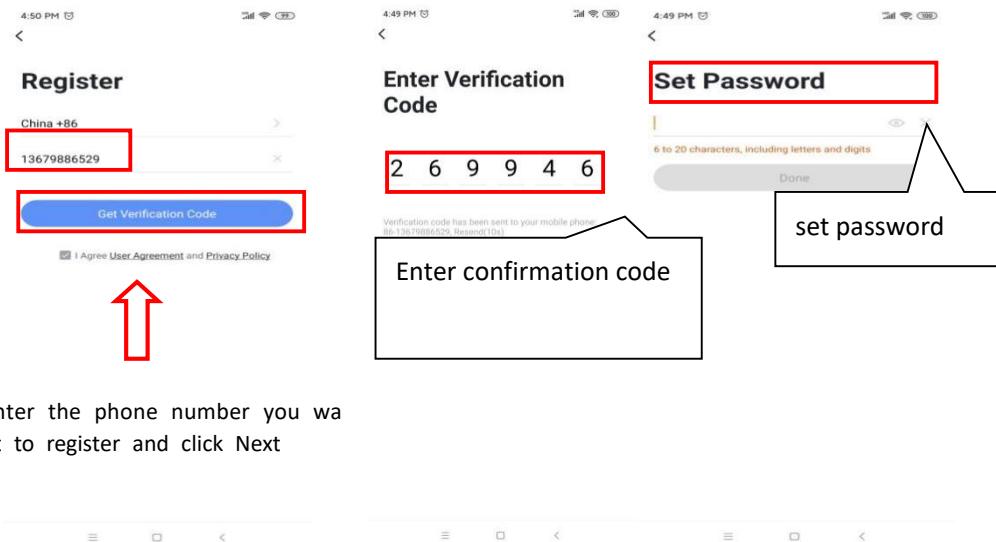 4:50 PM
99
Register
China +86
13679886529
Get Verification Code
I Agree User Agreement and Privacy Policy
nter the phone number you wa
t to register and click Next
4:49 PM
100
Enter Verification
Code
2 6 9 9 4 6
Verification code has been sent to your mobile phone:
86-13679886529, Resend(10s)
Enter confirmation code
4:49 PM
100
Set Password
6 to 20 characters, including letters and digits
Done
set password